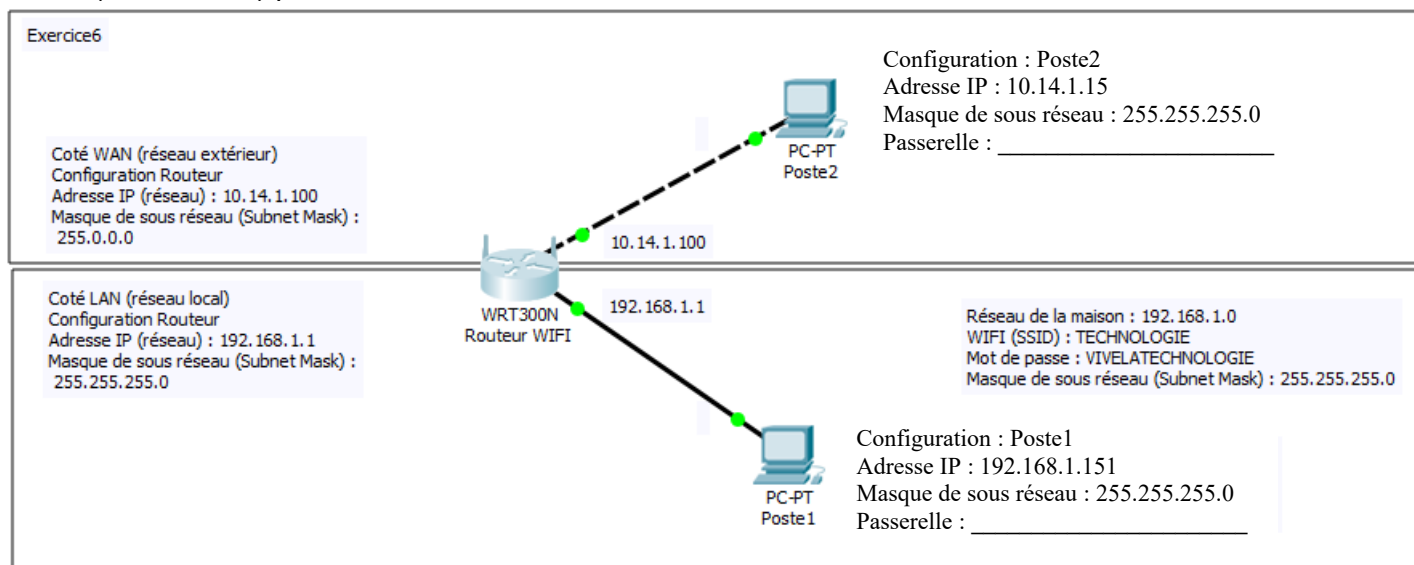 Exercice6
Configuration : Poste2
Adresse IP : 10.14.1.15
Masque de sous réseau : 255.255.255.0
Passerelle : _______________________
PC-PT
Poste2
Coté WAN (réseau extérieur)
Configuration Routeur
Adresse IP (réseau) : 10.14.1.100
Masque de sous réseau (Subnet Mask) :
255.0.0.0
10.14.1.100
WRT300N
Routeur WIFI
192.168.1.1
Coté LAN (réseau local)
Configuration Routeur
Adresse IP (réseau) : 192.168.1.1
Masque de sous réseau (Subnet Mask) :
255.255.255.0
Réseau de la maison : 192.168.1.0
WIFI (SSID) : TECHNOLOGIE
Mot de passe : VIVELATECHNOLOGIE
Masque de sous réseau (Subnet Mask) : 255.255.255.0
PC-PT
Poste1
Configuration : Poste1
Adresse IP : 192.168.1.151
Masque de sous réseau : 255.255.255.0
Passerelle : _______________________